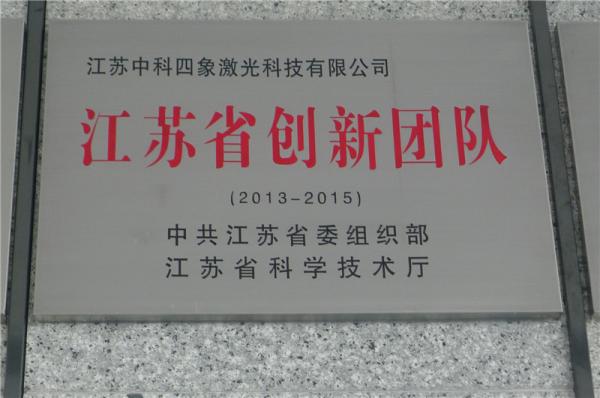 江苏中科四象激光科技有限公司
江苏省创新团队
(2013-2015)
中共江苏省委组织部
江苏省科学技术厅